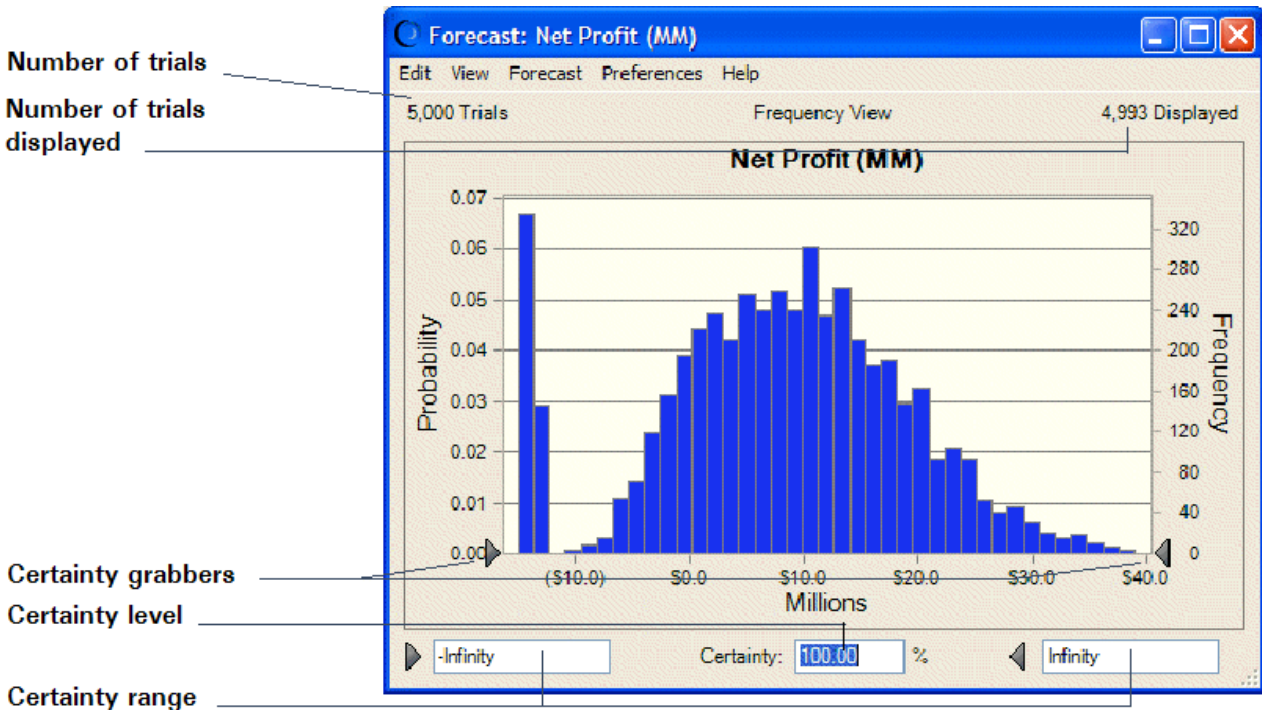 Forecast: Net Profit (MM)
Edit View Forecast Preferences Help
Number of trials
5,000 Trials Frequency View 4,993 Displayed
Number of trials
displayed
Net Profit (MM)
0.07
0.06
0.05
0.04
0.03
0.02
0.01
0.00
Probability
320
280
240
200
160
120
80
40
0
Frequency
($10.0) $0.0 $10.0 $20.0 $30.0 $40.0
Millions
Certainty grabbers
Certainty level
-Infinity Certainty: 100.00 % Infinity
Certainty range